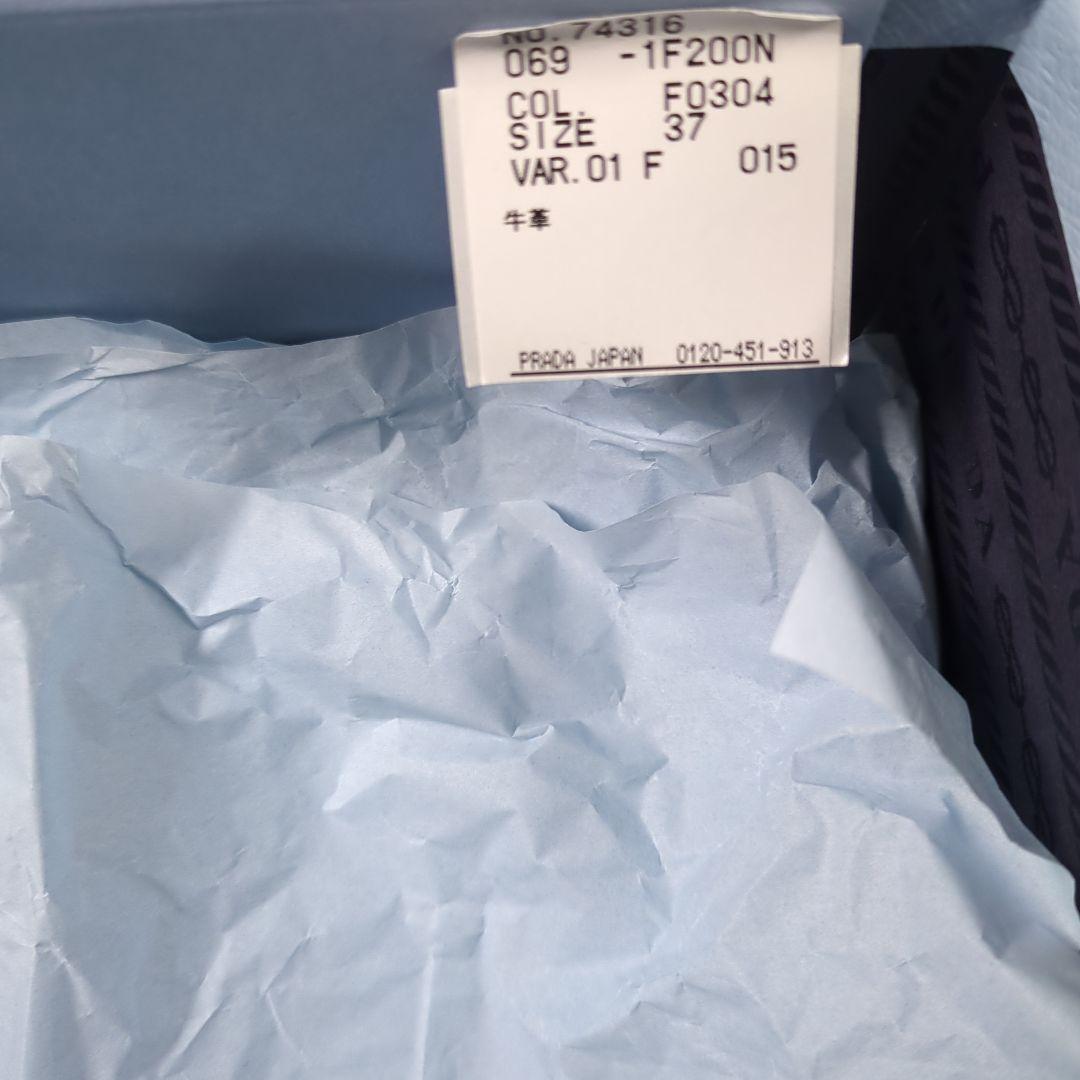 NO. 74316
069 -1F200N
COL. F0304
SIZE 37
VAR. 01 F 015
牛革
PRADA JAPAN 0120-451-913